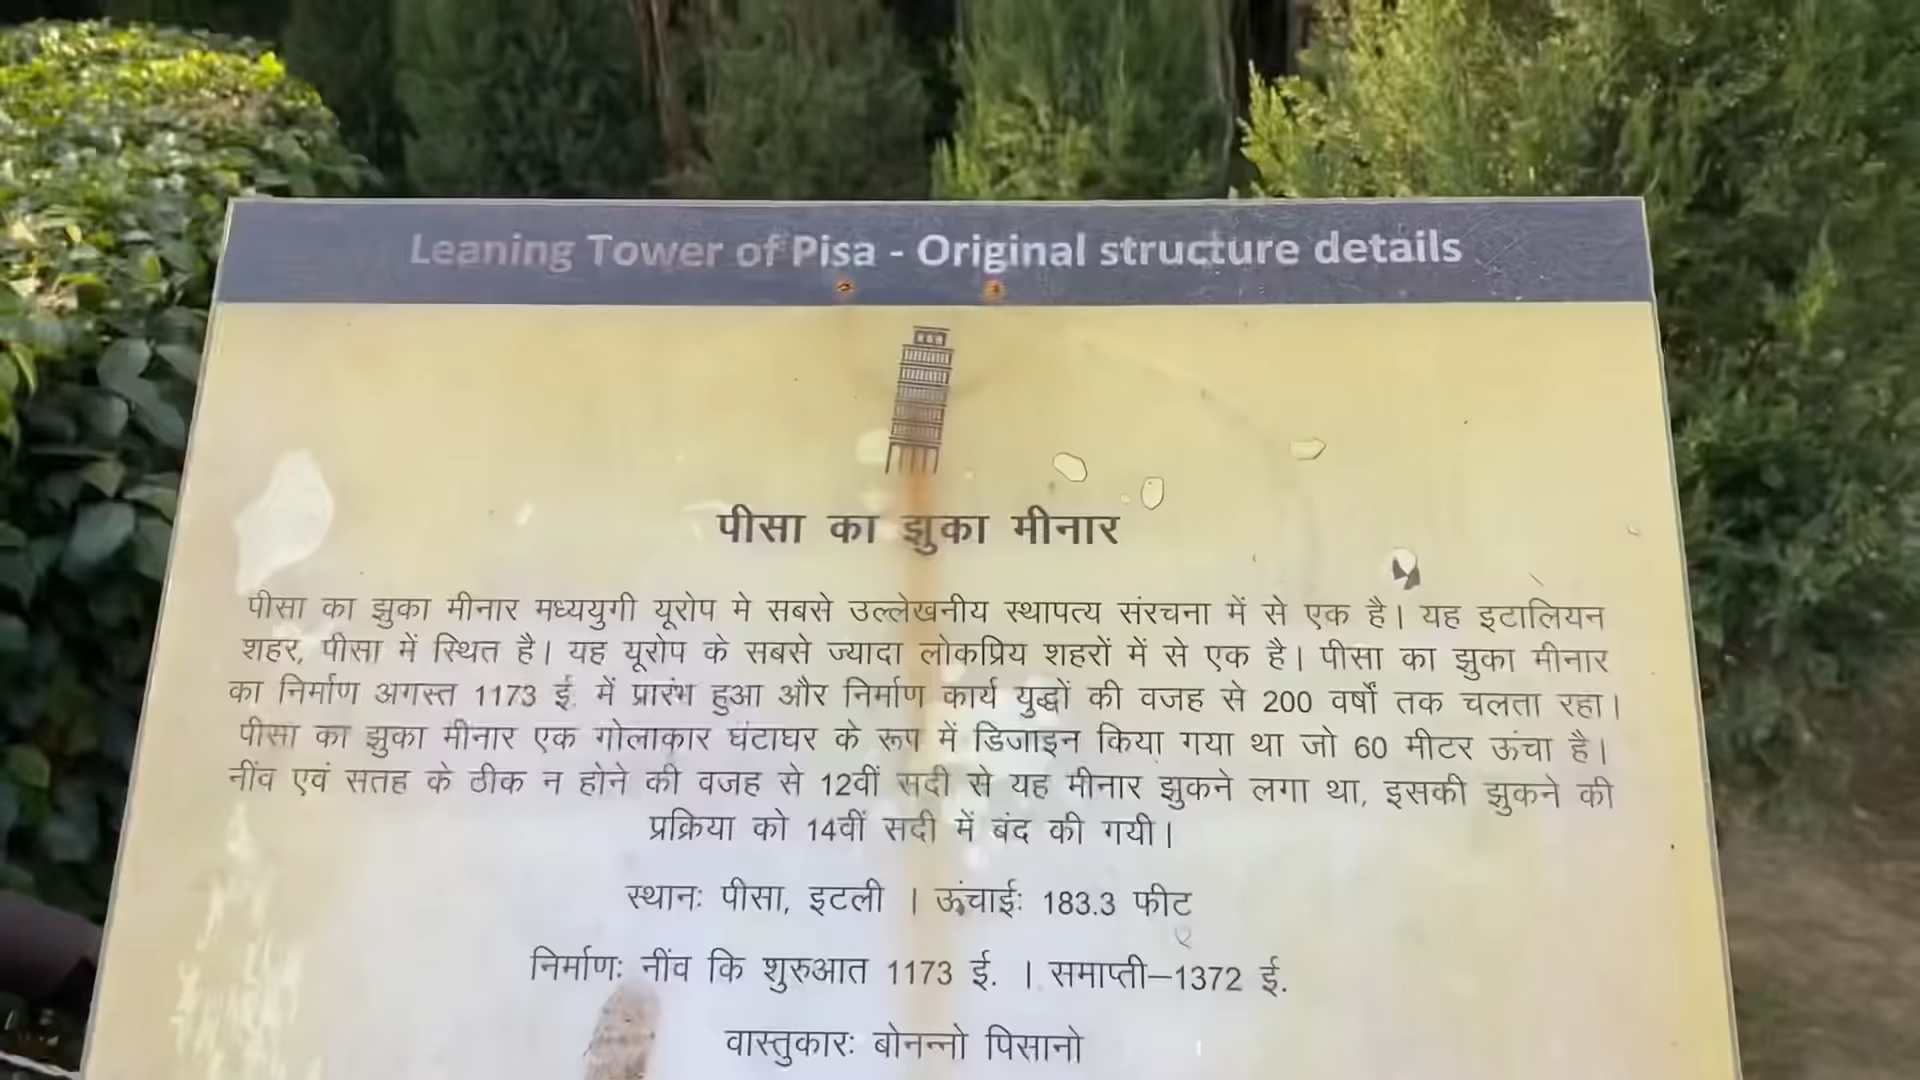 Leaning Tower of Pisa - Original structure details
पीसा का झुका मीनार
पीसा का झुका मीनार मध्ययुगी यूरोप मे सबसे उल्लेखनीय स्थापत्य संरचना में से एक है। यह इटालियन
शहर, पीसा में स्थित है। यह यूरोप के सबसे ज्यादा लोकप्रिय शहरों में से एक है। पीसा का झुका मीनार
का निर्माण अगस्त 1173 ई. में प्रारंभ हुआ और निर्माण कार्य युद्धों की वजह से 200 वर्षों तक चलता रहा।
पीसा का झुका मीनार एक गोलाकार घंटाघर के रूप में डिजाइन किया गया था जो 60 मीटर ऊंचा है।
नींव एवं सतह के ठीक न होने की वजह से 12वीं सदी से यह मीनार झुकने लगा था, इसकी झुकने की
प्रक्रिया को 14वीं सदी में बंद की गयी।
स्थानः पीसा, इटली । ऊंचाईः 183.3 फीट
निर्माणः नींव कि शुरुआत 1173 ई. । समाप्ती–1372 ई.
वास्तुकारः बोनन्नो पिसानो